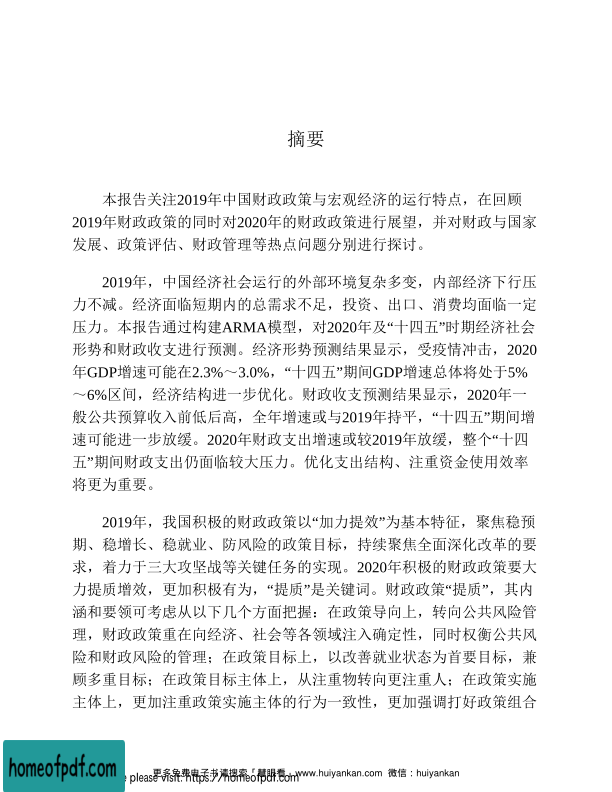 摘要
本报告关注2019年中国财政政策与宏观经济的运行特点，在回顾
2019年财政政策的同时对2020年的财政政策进行展望，并对财政与国家
发展、政策评估、财政管理等热点问题分别进行探讨。
2019年，中国经济社会运行的外部环境复杂多变，内部经济下行压
力不减。经济面临短期内的总需求不足，投资、出口、消费均面临一定
压力。本报告通过构建ARMA模型，对2020年及“十四五”时期经济社会
形势和财政收支进行预测。经济形势预测结果显示，受疫情冲击，2020
年GDP增速可能在2.3%～3.0%，“十四五”期间GDP增速总体将处于5%
～6%区间，经济结构进一步优化。财政收支预测结果显示，2020年一
般公共预算收入前低后高，全年增速或与2019年持平，“十四五”期间增
速可能进一步放缓。2020年财政支出增速或较2019年放缓，整个“十四
五”期间财政支出仍面临较大压力。优化支出结构、注重资金使用效率
将更为重要。
2019年，我国积极的财政政策以“加力提效”为基本特征，聚焦稳预
期、稳增长、稳就业、防风险的政策目标，持续聚焦全面深化改革的要
求，着力于三大攻坚战等关键任务的实现。2020年积极的财政政策要大
力提质增效，更加积极有为，“提质”是关键词。财政政策“提质”，其内
涵和要领可考虑从以下几个方面把握：在政策导向上，转向公共风险管
理，财政政策重在向经济、社会等各领域注入确定性，同时权衡公共风
险和财政风险的管理；在政策目标上，以改善就业状态为首要目标，兼
顾多重目标；在政策目标主体上，从注重物转向更注重人；在政策实施
主体上，更加注重政策实施主体的行为一致性，更加强调打好政策组合
homeofpdf.com
更多免费电子书请搜索「慧眼看」www.huiyankan.com 微信：huiyankan
please visit: https://homeofpdf.com